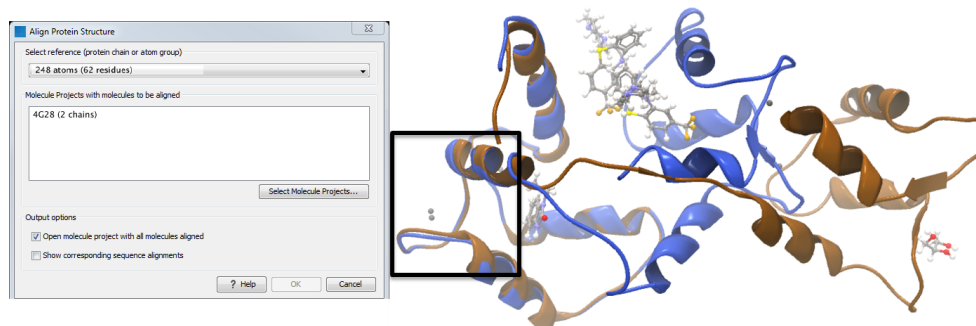 Align Protein Structure
Select reference (protein chain or atom group)
248 atoms (62 residues)
Molecule Projects with molecules to be aligned
4G28 (2 chains)
Select Molecule Projects...
Output options
Open molecule project with all molecules aligned
Show corresponding sequence alignments
? Help
OK
Cancel